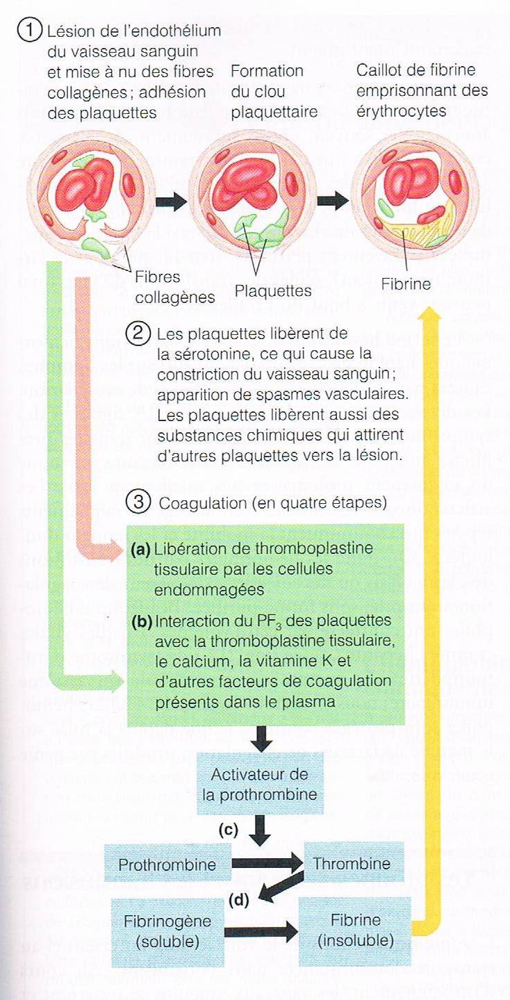 ① Lésion de l'endothélium
du vaisseau sanguin
et mise à nu des fibres
collagènes ; adhésion
des plaquettes
Formation
du clou
plaquettaire
Caillot de fibrine
emprisonnant des
érythrocytes
Fibres
collagènes
Plaquettes
Fibrine
② Les plaquettes libèrent de
la sérotonine, ce qui cause la
constriction du vaisseau sanguin ;
apparition de spasmes vasculaires.
Les plaquettes libèrent aussi des
substances chimiques qui attirent
d'autres plaquettes vers la lésion.
③ Coagulation (en quatre étapes)
(a) Libération de thromboplastine
tissulaire par les cellules
endommagées
(b) Interaction du PF₃ des plaquettes
avec la thromboplastine tissulaire,
le calcium, la vitamine K et
d'autres facteurs de coagulation
présents dans le plasma
Activateur de
la prothrombine
(c)
Prothrombine
Thrombine
(d)
Fibrinogène
(soluble)
Fibrine
(insoluble)